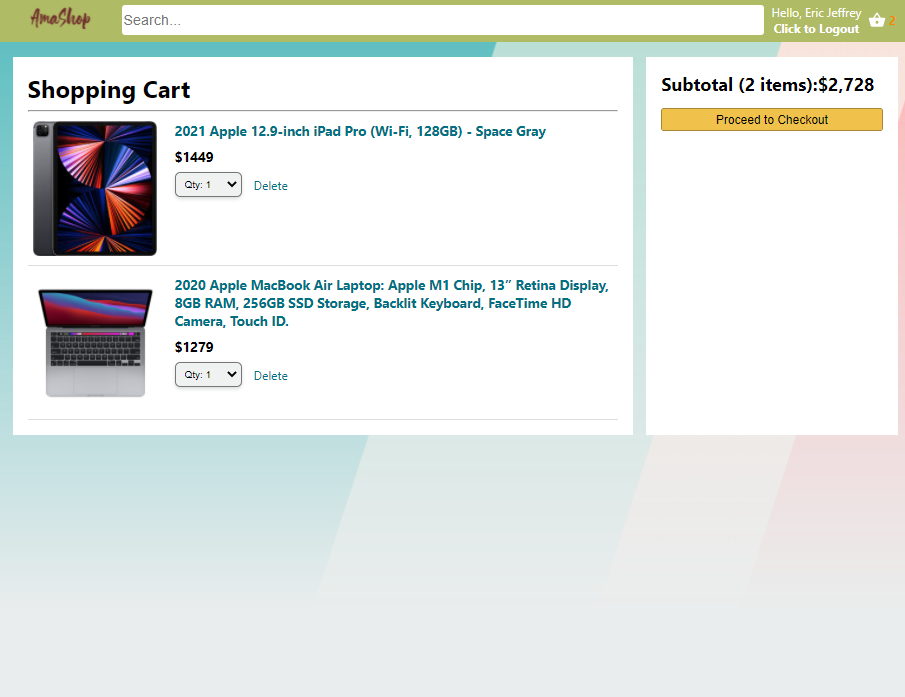 AmaShop
Search...
Hello, Eric Jeffrey
Click to Logout
2
Shopping Cart
2021 Apple 12.9-inch iPad Pro (Wi-Fi, 128GB) - Space Gray
$1449
Qty: 1
Delete
2020 Apple MacBook Air Laptop: Apple M1 Chip, 13” Retina Display,
8GB RAM, 256GB SSD Storage, Backlit Keyboard, FaceTime HD
Camera, Touch ID.
$1279
Qty: 1
Delete
Subtotal (2 items):$2,728
Proceed to Checkout